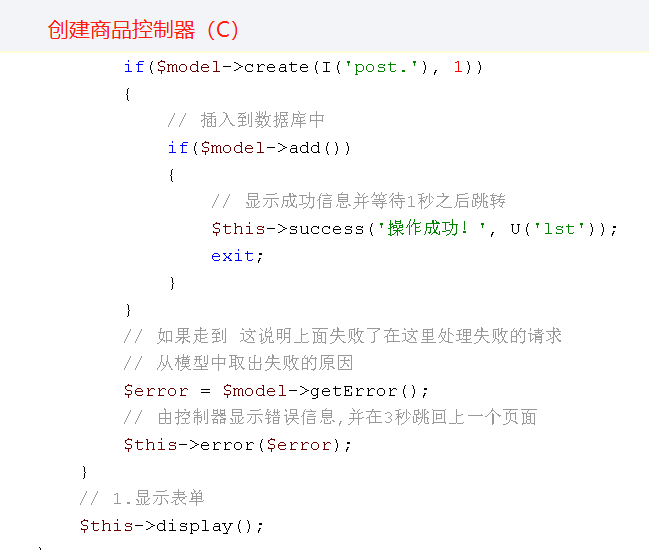 创建商品控制器（C）
if($model->create(I('post.'), 1))
{
// 插入到数据库中
if($model->add())
{
// 显示成功信息并等待1秒之后跳转
$this->success('操作成功！', U('lst'));
exit;
}
}
// 如果走到 这说明上面失败了在这里处理失败的请求
// 从模型中取出失败的原因
$error = $model->getError();
// 由控制器显示错误信息,并在3秒跳回上一个页面
$this->error($error);
}
// 1.显示表单
$this->display();